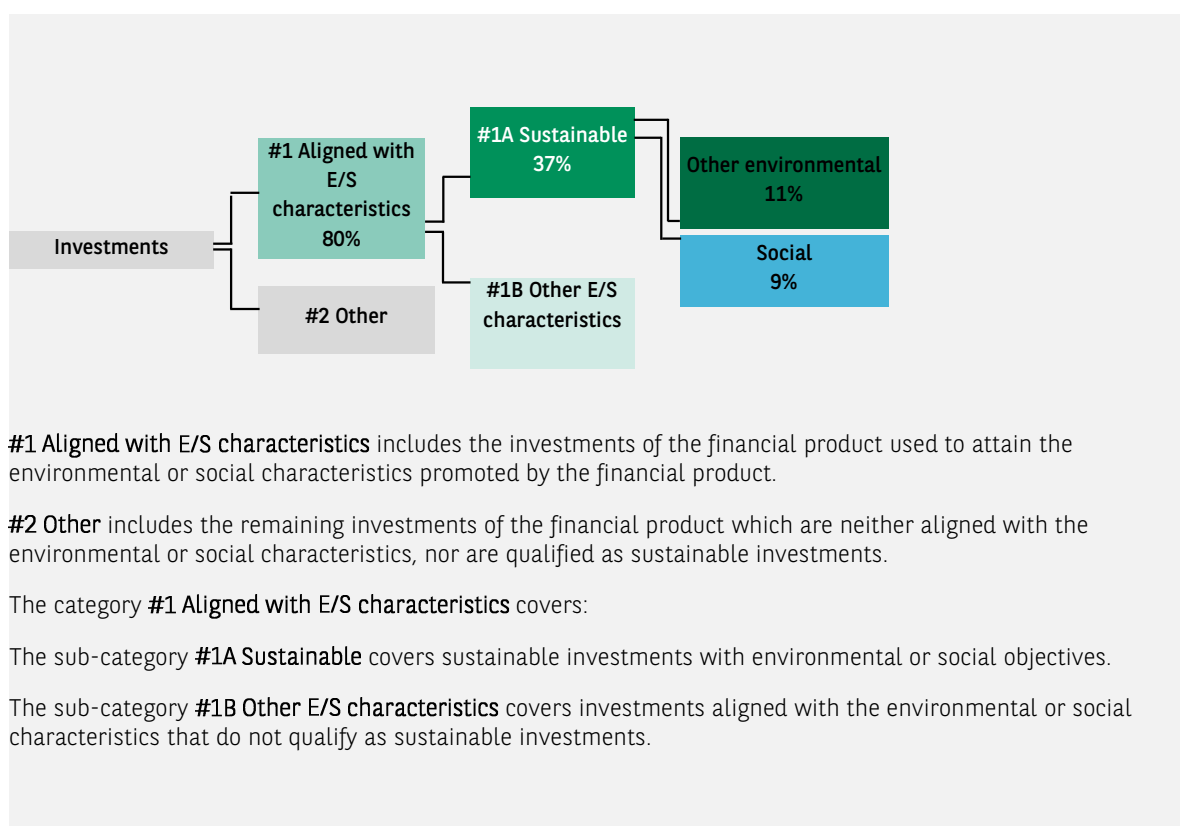 Investments
#1 Aligned with
E/S
characteristics
80%
#2 Other
#1A Sustainable
37%
#1B Other E/S
characteristics
Other environmental
11%
Social
9%
#1 Aligned with E/S characteristics includes the investments of the financial product used to attain the
environmental or social characteristics promoted by the financial product.
#2 Other includes the remaining investments of the financial product which are neither aligned with the
environmental or social characteristics, nor are qualified as sustainable investments.
The category #1 Aligned with E/S characteristics covers:
The sub-category #1A Sustainable covers sustainable investments with environmental or social objectives.
The sub-category #1B Other E/S characteristics covers investments aligned with the environmental or social
characteristics that do not qualify as sustainable investments.